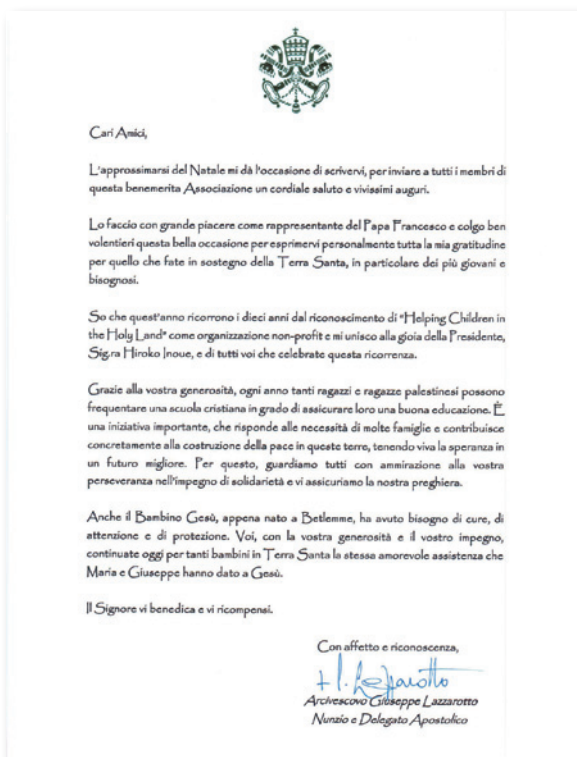 Cari Amici,
L'approssimarsi del Natale mi dà l'occasione di scrivervi, per inviare a tutti i membri di
questa benemerita Associazione un cordiale saluto e vivissimi auguri.
Lo faccio con grande piacere come rappresentante del Papa Francesco e colgo ben
volentieri questa bella occasione per esprimervi personalmente tutta la mia gratitudine
per quello che fate in sostegno della Terra Santa, in particolare dei più giovani e
bisognosi.
So che quest'anno ricorrono i dieci anni dal riconoscimento di "Helping Children in
the Holy Land" come organizzazione non-profit e mi unisco alla gioia della Presidente,
Sig.ra Hiroko Inoue, e di tutti voi che celebrate questa ricorrenza.
Grazie alla vostra generosità, ogni anno tanti ragazzi e ragazze palestinesi possono
frequentare una scuola cristiana in grado di assicurare loro una buona educazione. È
una iniziativa importante, che risponde alle necessità di molte famiglie e contribuisce
concretamente alla costruzione della pace in queste terre, tenendo viva la speranza in
un futuro migliore. Per questo, guardiamo tutti con ammirazione alla vostra
perseveranza nell'impegno di solidarietà e vi assicuriamo la nostra preghiera.
Anche il Bambino Gesù, appena nato a Betlemme, ha avuto bisogno di cure, di
attenzione e di protezione. Voi, con la vostra generosità e il vostro impegno,
continuate oggi per tanti bambini in Terra Santa la stessa amorevole assistenza che
Maria e Giuseppe hanno dato a Gesù.
Il Signore vi benedica e vi ricompensi.
Con affetto e riconoscenza,
Arcivescovo Giuseppe Lazzarotto
Nunzio e Delegato Apostolico